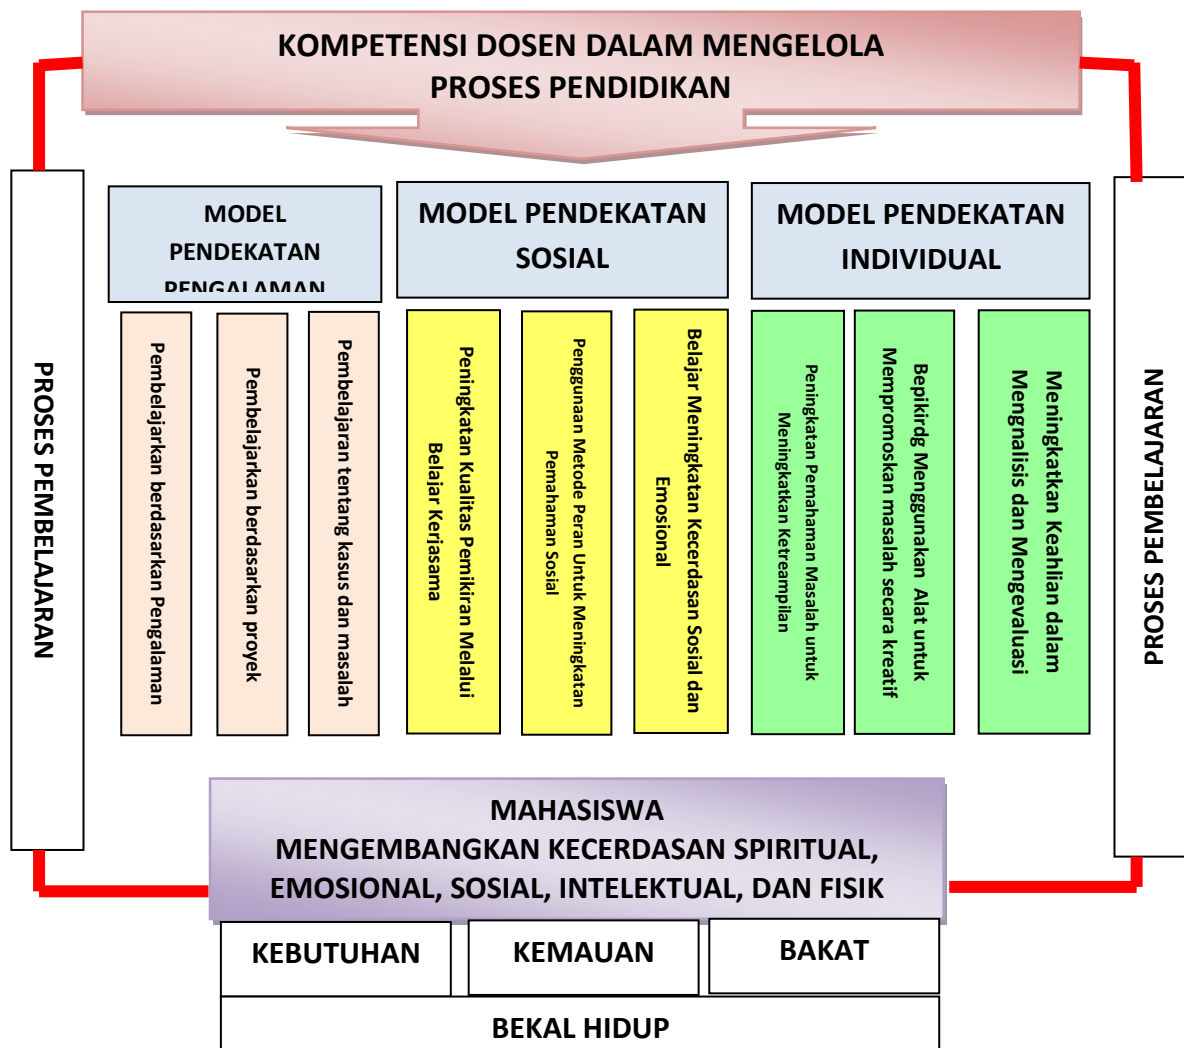 KOMPETENSI DOSEN DALAM MENGELOLA
PROSES PENDIDIKAN
PROSES PEMBELAJARAN
MODEL
PENDEKATAN
PENGALAMAN
MODEL PENDEKATAN
SOSIAL
MODEL PENDEKATAN
INDIVIDUAL
Pembelajarkan berdasarkan Pengalaman
Pembelajarkan berdasarkan proyek
Pembelajaran tentang kasus dan masalah
Peningkatan Kualitas Pemikiran Melalui
Belajar Kerjasama
Penggunaan Metode Peran Untuk Meningkatan
Pemahaman Sosial
Belajar Meningkatan Kecerdasan Sosial dan
Emosional
Peningkatan Pemahaman Masalah untuk
Meningkatkan Ketreampilan
Bepikirdg Menggunakan Alat untuk
Mempromoskan masalah secara kreatif
Meningkatkan Keahlian dalam
Mengnalisis dan Mengevaluasi
PROSES PEMBELAJARAN
MAHASISWA
MENGEMBANGKAN KECERDASAN SPIRITUAL,
EMOSIONAL, SOSIAL, INTELEKTUAL, DAN FISIK
KEBUTUHAN
KEMAUAN
BAKAT
BEKAL HIDUP